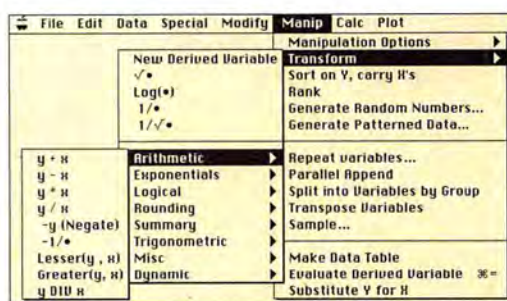 File Edit Data Special Modify Manip Calc Plot
Manipulation Options
Transform
Sort on Y, carry X's
Rank
Generate Random Numbers...
Generate Patterned Data...
Repeat variables...
Parallel Append
Split into Variables by Group
Transpose Variables
Sample...
Make Data Table
Evaluate Derived Variable ⌘=
Substitute Y for X
New Derived Variable
√•
Log(•)
1/•
1/√•
Arithmetic
Exponentials
Logical
Rounding
Summary
Trigonometric
Misc
Dynamic
y + x
y - x
y * x
y / x
-y (Negate)
-1/•
Lesser(y , x)
Greater(y, x)
y DIV x